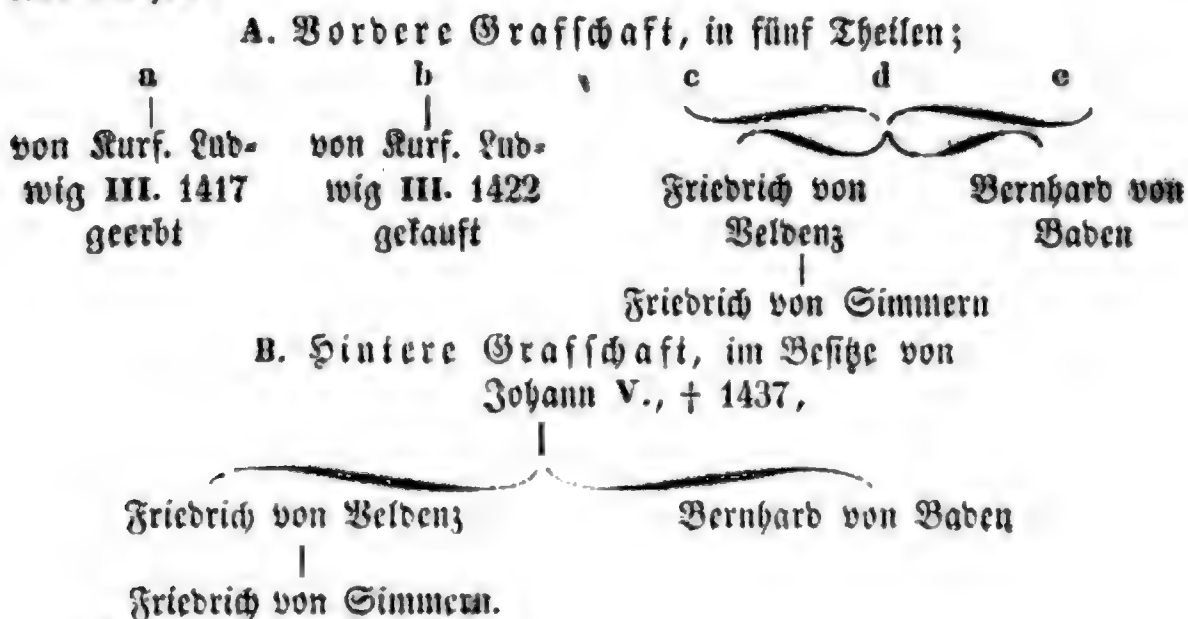 A. Vordere Grafschaft, in fünf Theilen;
a b c d e
von Kurf. Lud- von Kurf. Lud-
wig III. 1417 wig III. 1422 Friedrich von Bernhard von
geerbt gekauft Veldenz Baden
Friedrich von Simmern
B. Hintere Grafschaft, im Besitze von
Johann V., † 1437,
Friedrich von Veldenz Bernhard von Baden
Friedrich von Simmern.